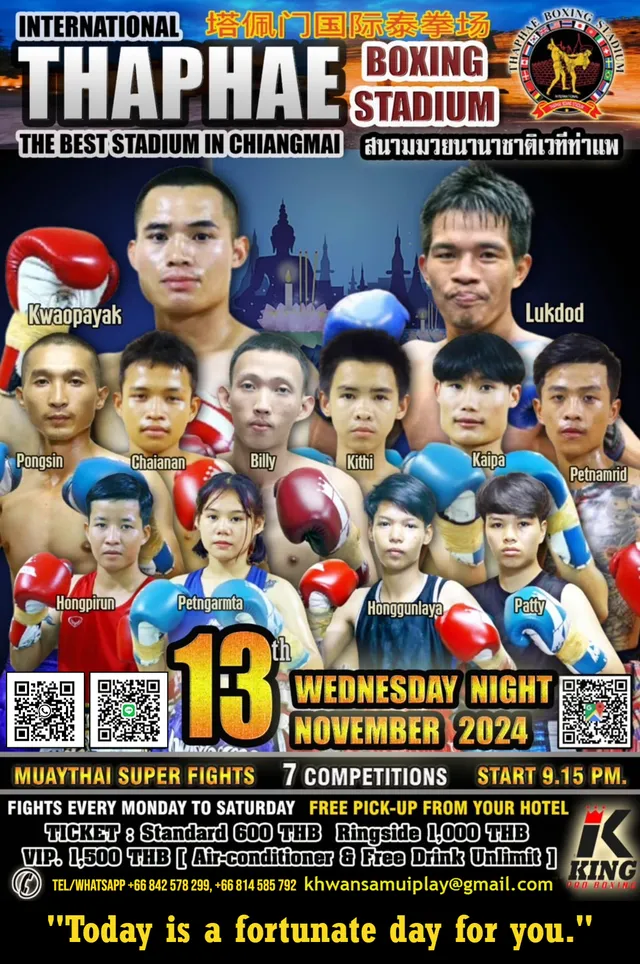 INTERNATIONAL
塔佩门国际泰拳场
THAPHAE
BOXING
STADIUM
THAPHAE BOXING STADIUM
THE BEST STADIUM IN CHIANGMAI
สนามมวยนานาชาติเวทีท่าแพ
Kwaopayak
Lukdod
Pongsin
Chaianan
Billy
Kithi
Kaipa
Petnamrid
Hongpirun
Petngarmta
Honggunlaya
Patty
13th
WEDNESDAY NIGHT
NOVEMBER 2024
MUAYTHAI SUPER FIGHTS 7 COMPETITIONS START 9.15 PM.
FIGHTS EVERY MONDAY TO SATURDAY FREE PICK-UP FROM YOUR HOTEL
TICKET : Standard 600 THB Ringside 1,000 THB
VIP. 1,500 THB [ Air-conditioner & Free Drink Unlimit ]
K
KING
PRO BOXING
TEL/WHATSAPP +66 842 578 299, +66 814 585 792 khwansamuiplay@gmail.com
"Today is a fortunate day for you."